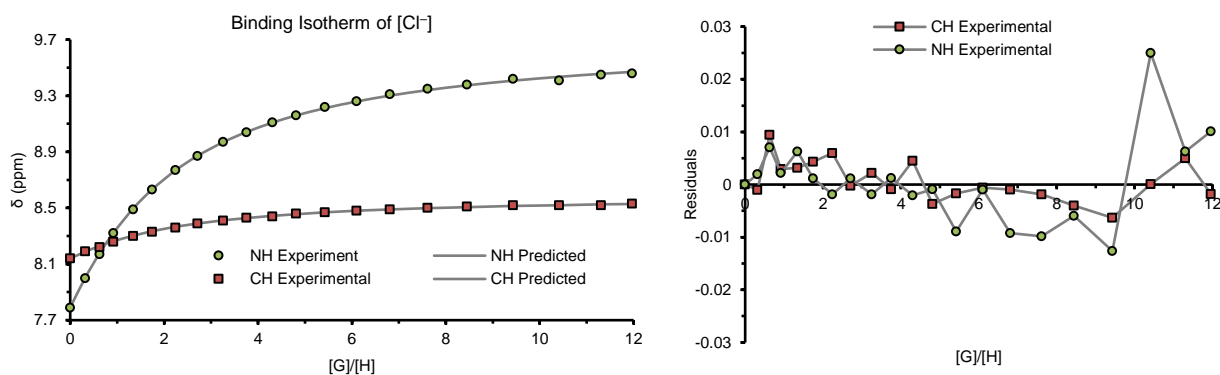 Binding Isotherm of [Cl⁻]
9.7
9.3
8.9
8.5
8.1
7.7
δ (ppm)
NH Experiment
NH Predicted
CH Experimental
CH Predicted
0 2 4 6 8 10 12
[G]/[H]
0.03
0.02
0.01
0
-0.01
-0.02
-0.03
Residuals
CH Experimental
NH Experimental
0 2 4 6 8 10 12
[G]/[H]